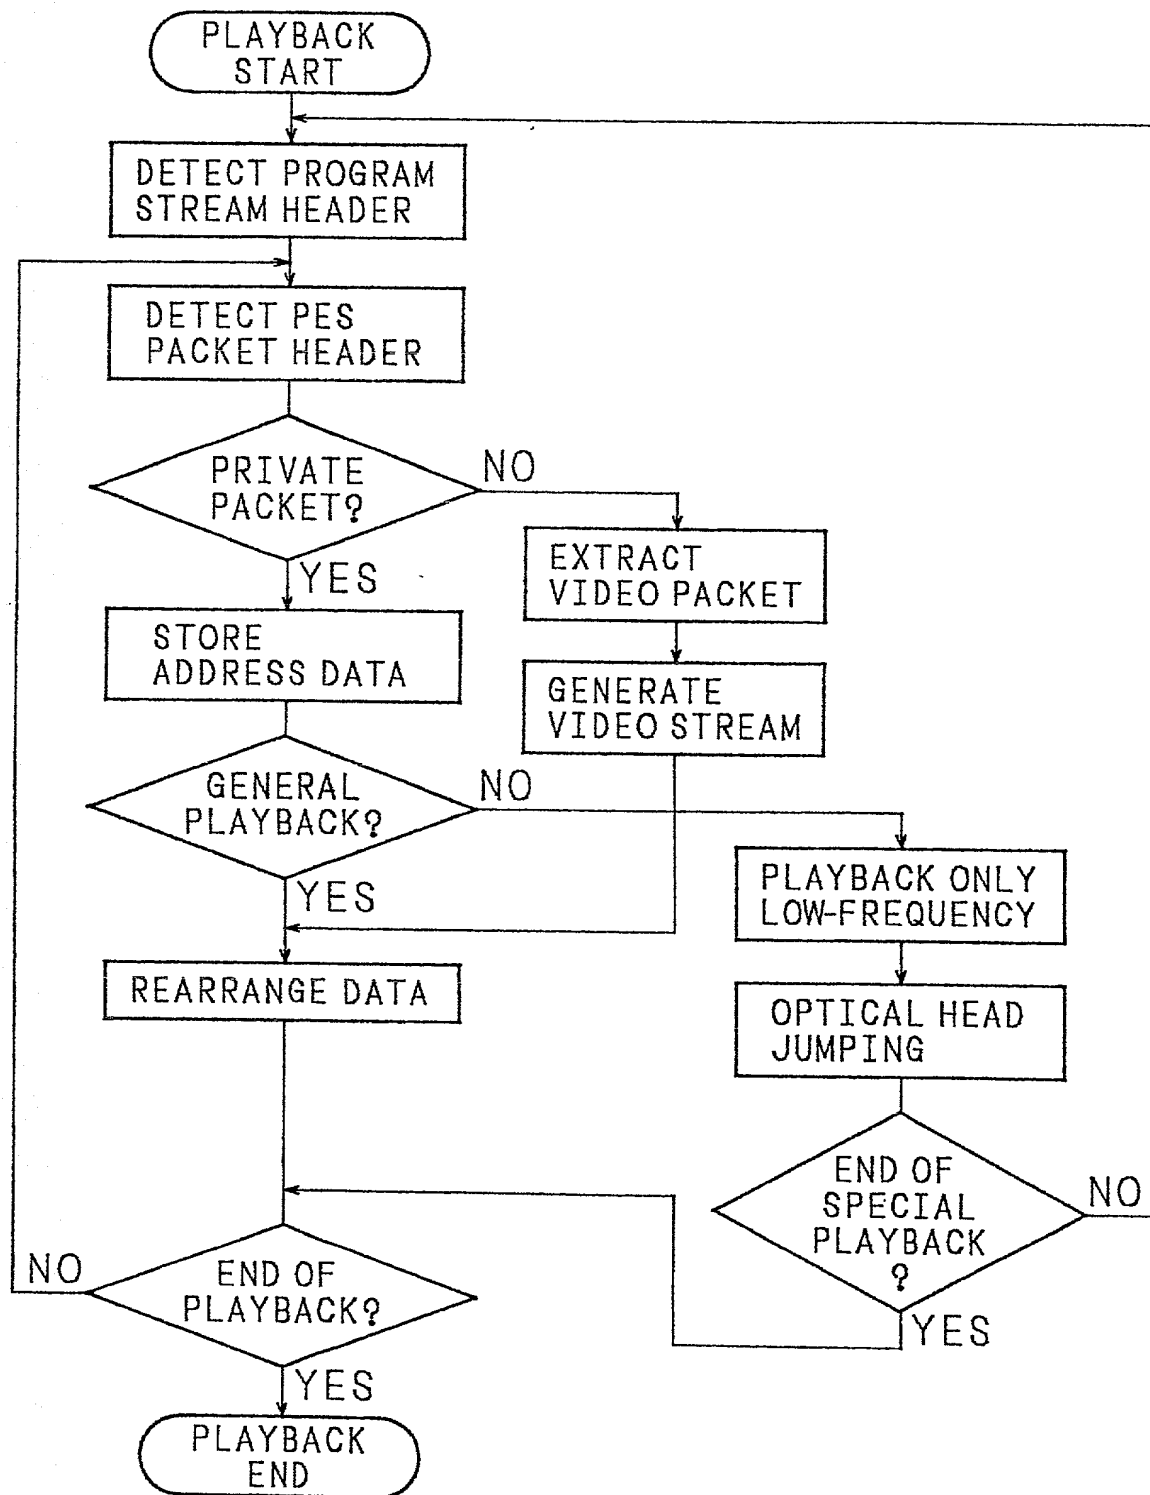 PLAYBACK
START
DETECT PROGRAM
STREAM HEADER
DETECT PES
PACKET HEADER
PRIVATE
PACKET?
NO
YES
EXTRACT
VIDEO PACKET
STORE
ADDRESS DATA
GENERATE
VIDEO STREAM
GENERAL
PLAYBACK?
NO
YES
PLAYBACK ONLY
LOW-FREQUENCY
REARRANGE DATA
OPTICAL HEAD
JUMPING
END OF
SPECIAL
PLAYBACK
?
NO
YES
END OF
PLAYBACK?
NO
YES
PLAYBACK
END